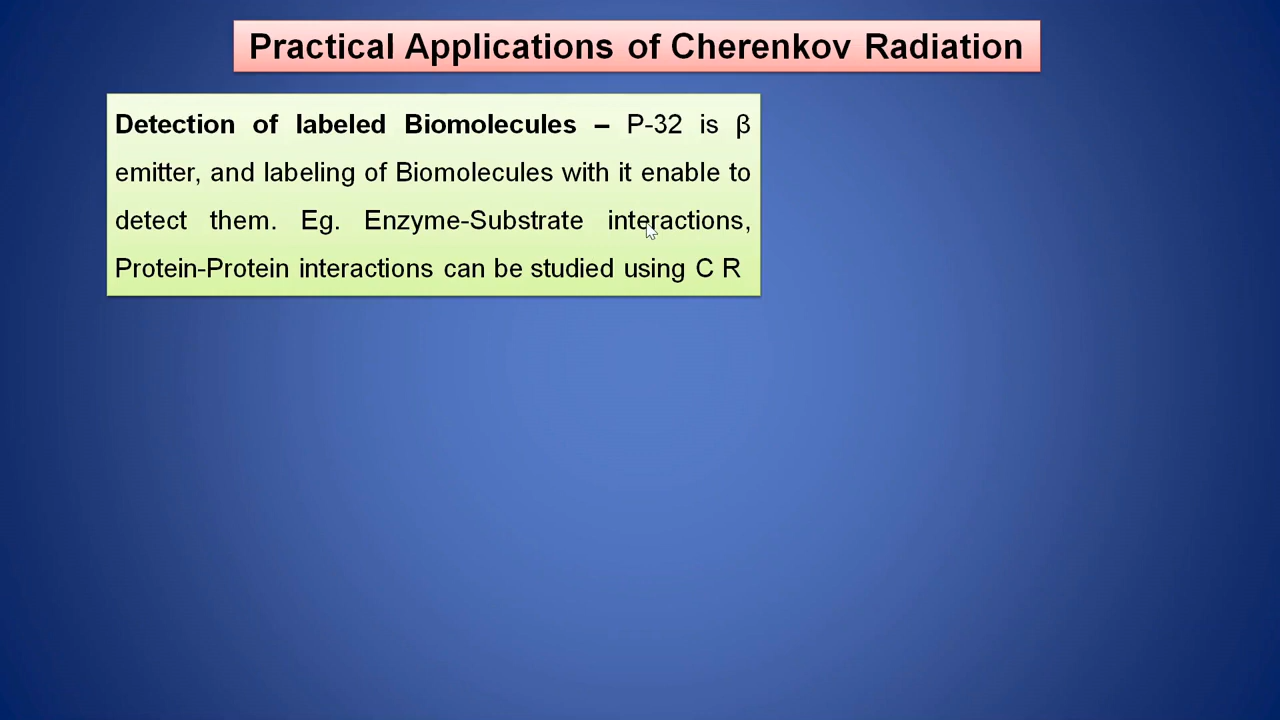 Practical Applications of Cherenkov Radiation
Detection of labeled Biomolecules – P-32 is β
emitter, and labeling of Biomolecules with it enable to
detect them. Eg. Enzyme-Substrate interactions,
Protein-Protein interactions can be studied using C R